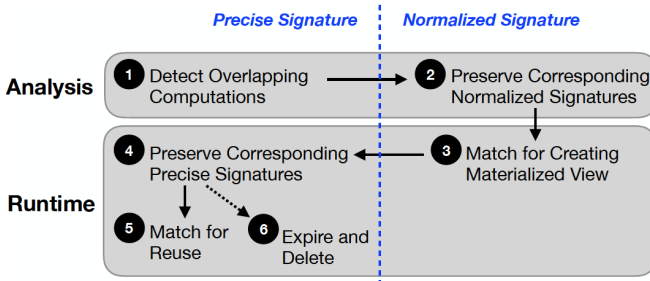 Precise Signature
Normalized Signature
Analysis
1
Detect Overlapping
Computations
2
Preserve Corresponding
Normalized Signatures
Runtime
3
Match for Creating
Materialized View
4
Preserve Corresponding
Precise Signatures
5
Match for
Reuse
6
Expire and
Delete